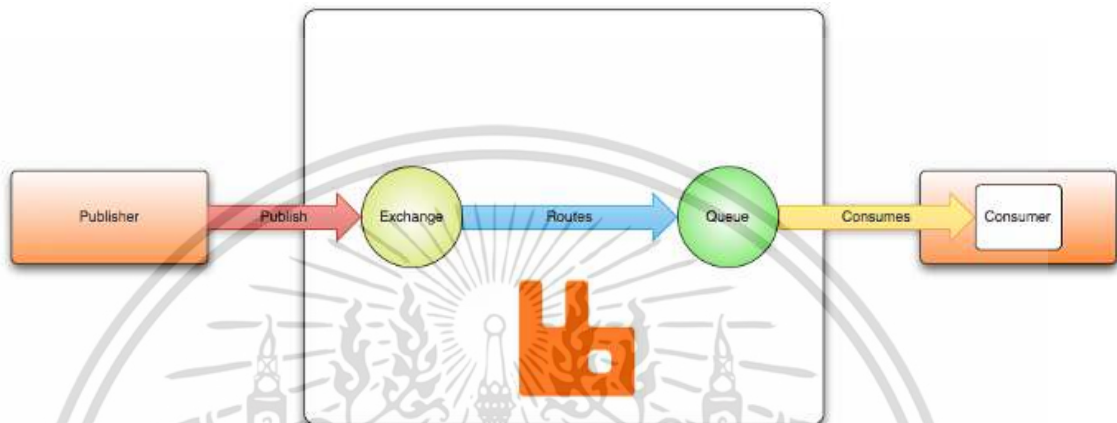 Publisher
Publish
Exchange
Routes
Queue
Consumes
Consumer